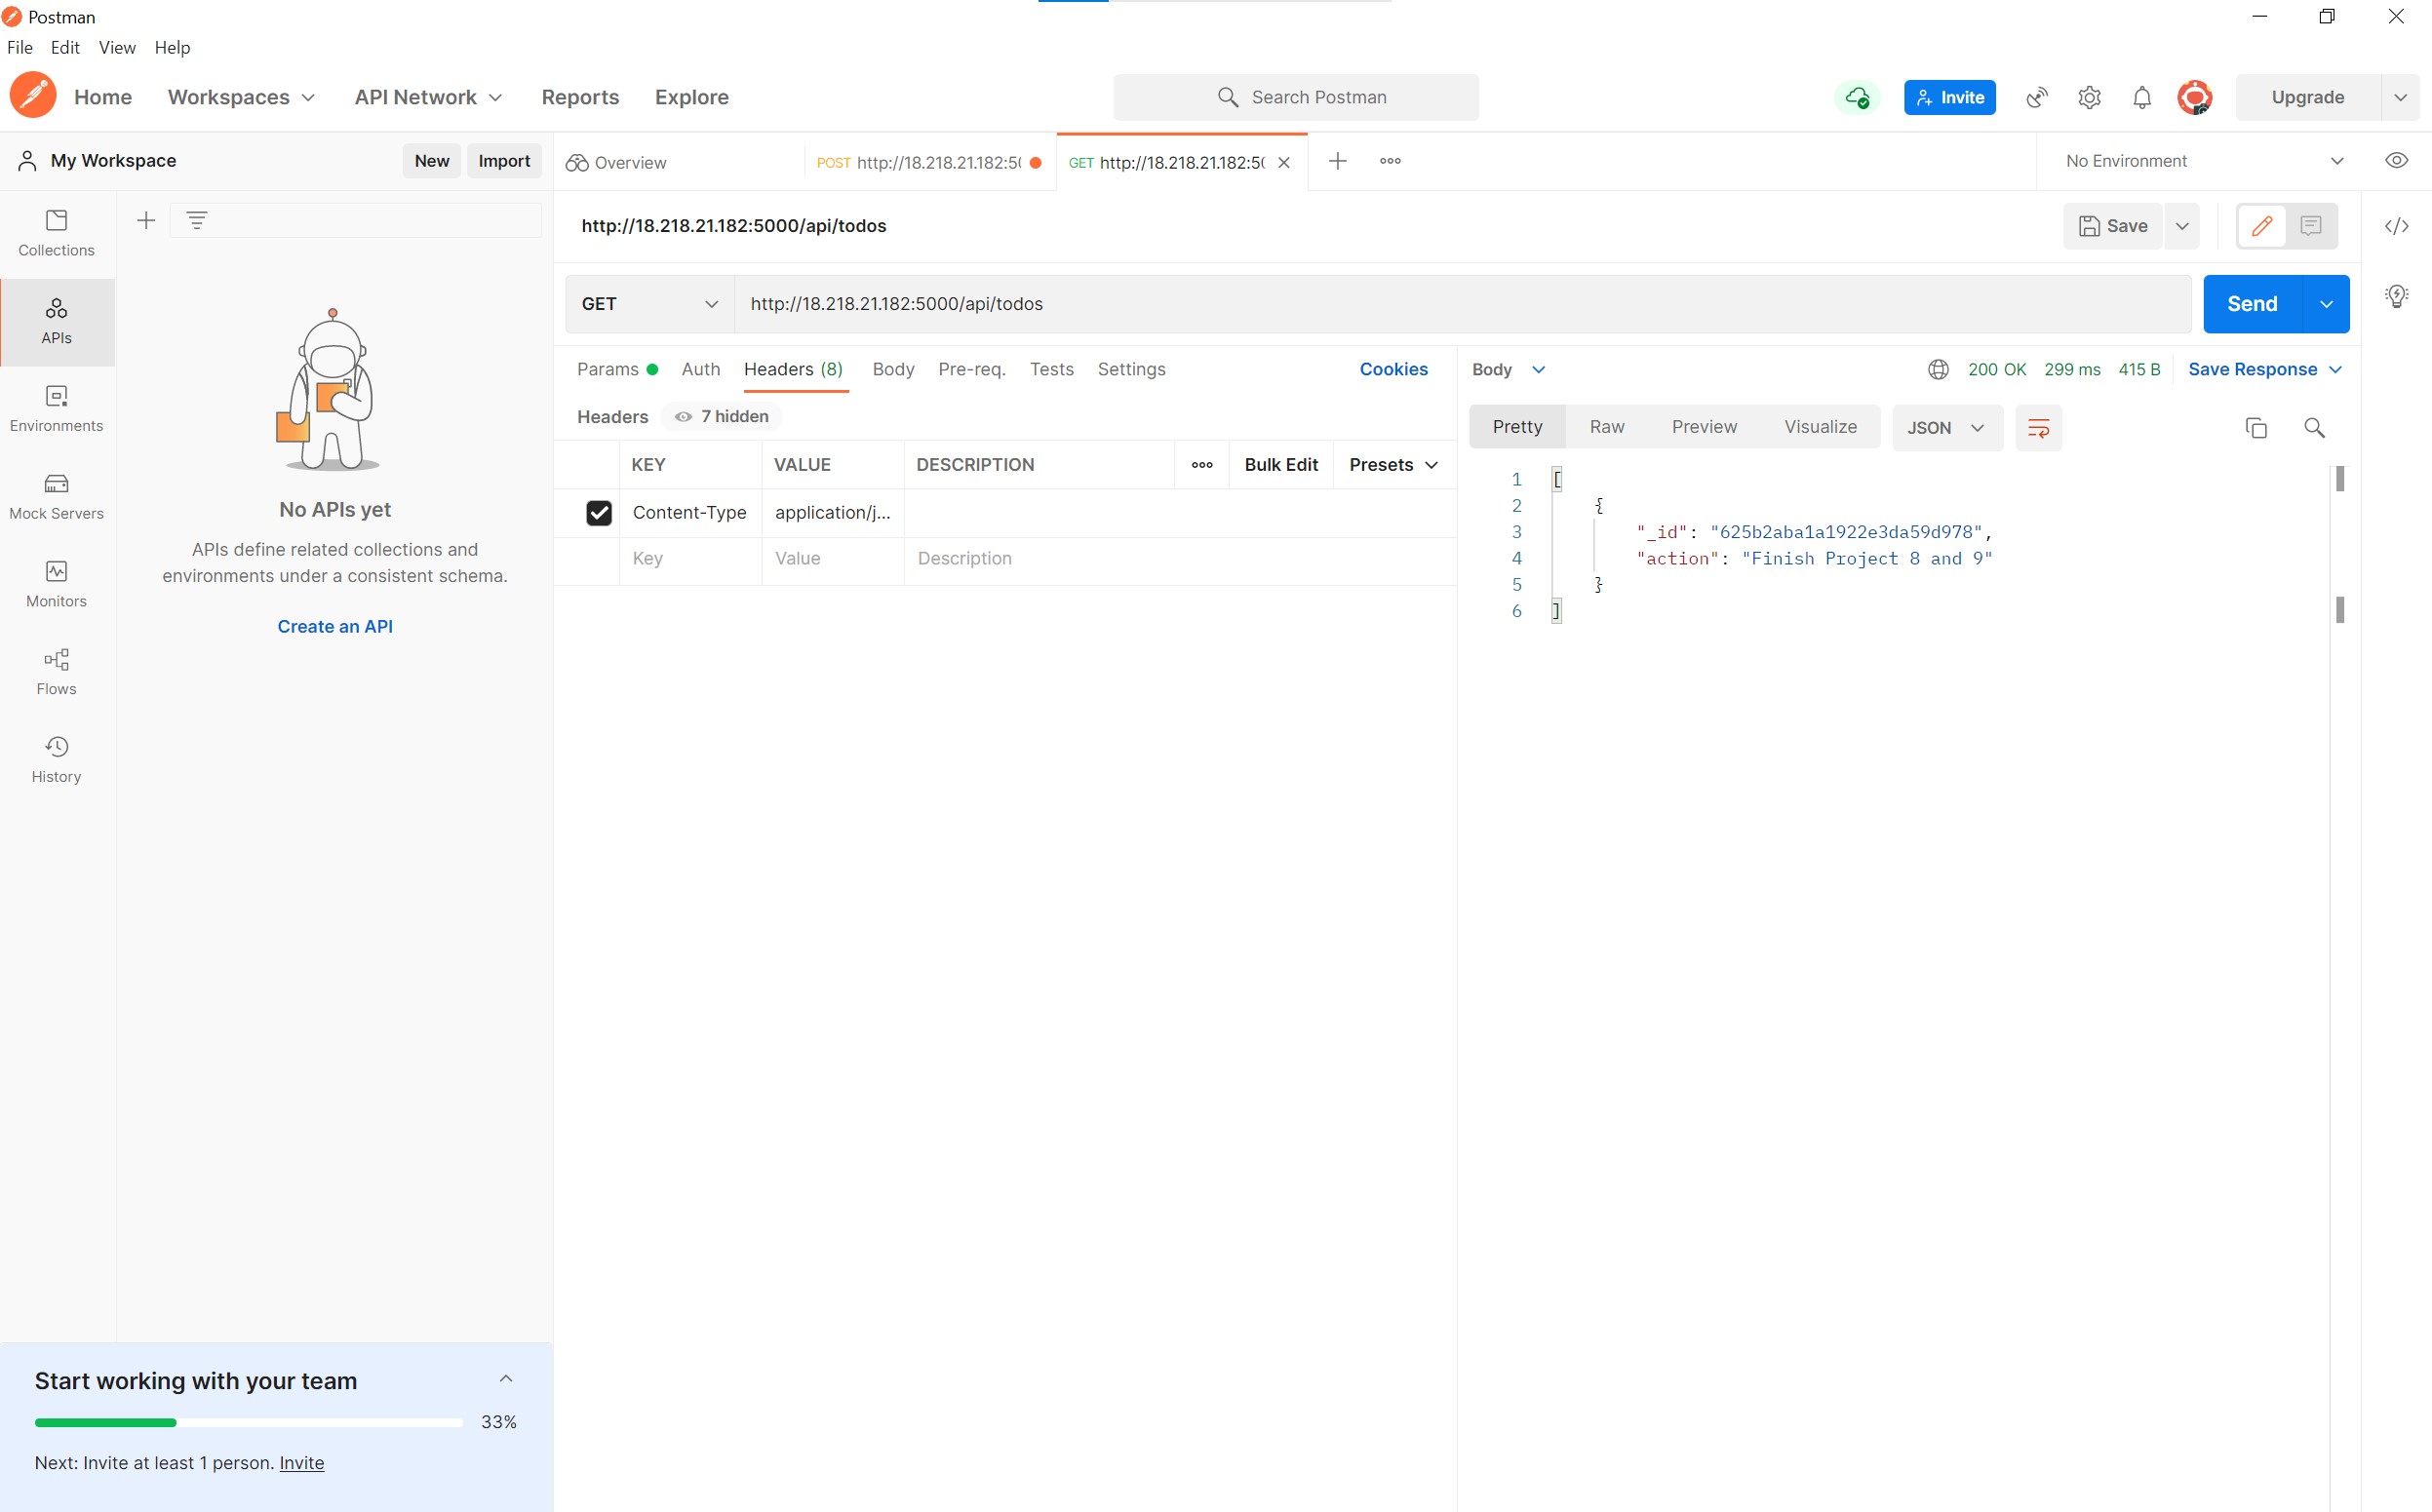 Postman
File Edit View Help
Home Workspaces API Network Reports Explore Search Postman Invite Upgrade
My Workspace New Import Overview POST http://18.218.21.182:5( GET http://18.218.21.182:5( No Environment
Collections
APIs
Environments
Mock Servers
Monitors
Flows
History
No APIs yet
APIs define related collections and
environments under a consistent schema.
Create an API
Start working with your team
33%
Next: Invite at least 1 person. Invite
http://18.218.21.182:5000/api/todos Save
GET http://18.218.21.182:5000/api/todos Send
Params Auth Headers (8) Body Pre-req. Tests Settings Cookies
Headers 7 hidden
KEY VALUE DESCRIPTION Bulk Edit Presets
Content-Type application/j...
Key Value Description
Body 200 OK 299 ms 415 B Save Response
Pretty Raw Preview Visualize JSON
1 [
2 {
3 "_id": "625b2aba1a1922e3da59d978",
4 "action": "Finish Project 8 and 9"
5 }
6 ]